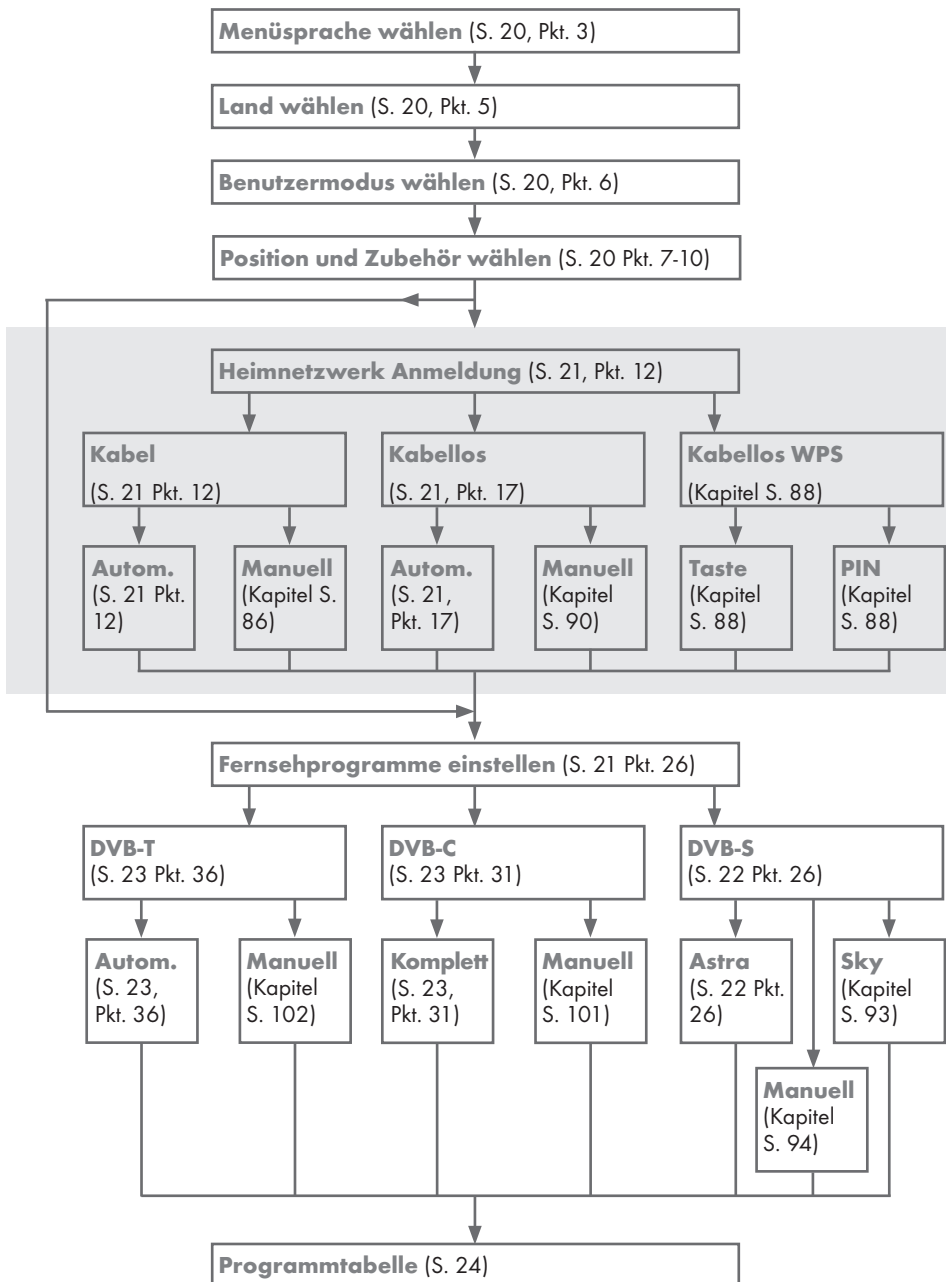 Menüsprache wählen (S. 20, Pkt. 3)
Land wählen (S. 20, Pkt. 5)
Benutzermodus wählen (S. 20, Pkt. 6)
Position und Zubehör wählen (S. 20 Pkt. 7-10)
Heimnetzwerk Anmeldung (S. 21, Pkt. 12)
Kabel
(S. 21 Pkt. 12)
Kabellos
(S. 21, Pkt. 17)
Kabellos WPS
(Kapitel S. 88)
Autom.
(S. 21 Pkt.
12)
Manuell
(Kapitel S.
86)
Autom.
(S. 21,
Pkt. 17)
Manuell
(Kapitel
S. 90)
Taste
(Kapitel
S. 88)
PIN
(Kapitel
S. 88)
Fernsehprogramme einstellen (S. 21 Pkt. 26)
DVB-T
(S. 23 Pkt. 36)
DVB-C
(S. 23 Pkt. 31)
DVB-S
(S. 22 Pkt. 26)
Autom.
(S. 23,
Pkt. 36)
Manuell
(Kapitel
S. 102)
Komplett
(S. 23,
Pkt. 31)
Manuell
(Kapitel
S. 101)
Astra
(S. 22 Pkt.
26)
Sky
(Kapitel
S. 93)
Manuell
(Kapitel
S. 94)
Programmtabelle (S. 24)